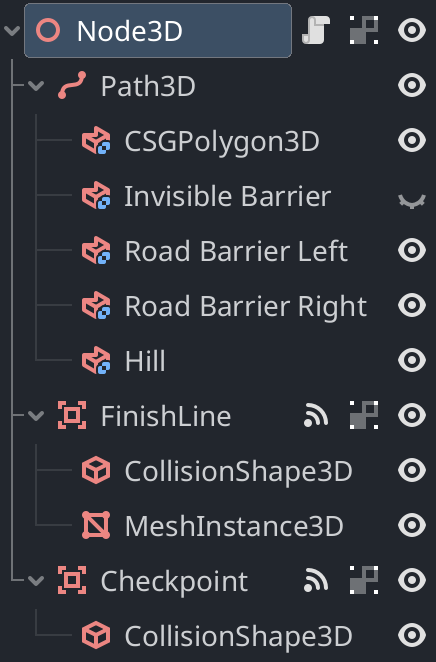 Node3D
Path3D
CSGPolygon3D
Invisible Barrier
Road Barrier Left
Road Barrier Right
Hill
FinishLine
CollisionShape3D
MeshInstance3D
Checkpoint
CollisionShape3D